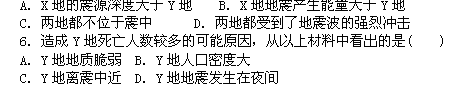 A. X地的震源深度大于Y地 B. X地地震产生能量大于Y地
C. 两地都不位于震中 D. 两地都受到了地震波的强烈冲击
6. 造成Y地死亡人数较多的可能原因，从以上材料中看出的是( )
A. Y地地质脆弱 B. Y地人口密度大
C. Y地离震中近 D. Y地地震发生在夜间